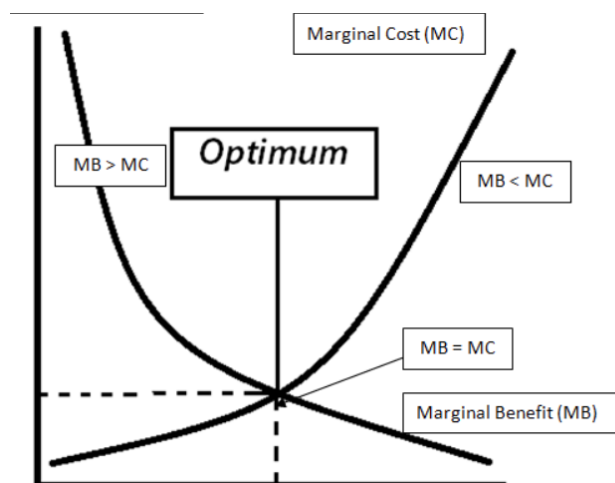 Marginal Cost (MC)
Optimum
MB > MC
MB < MC
MB = MC
Marginal Benefit (MB)